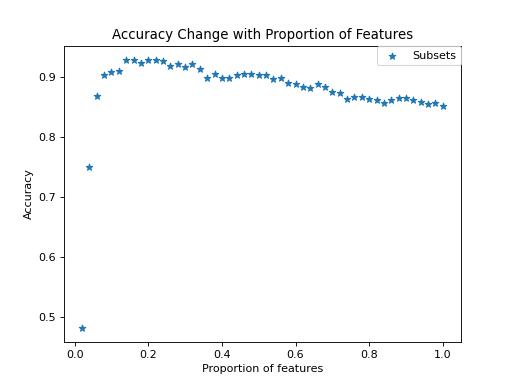 Accuracy Change with Proportion of Features
Subsets
0.9
0.8
0.7
0.6
0.5
Accuracy
0.0 0.2 0.4 0.6 0.8 1.0
Proportion of features